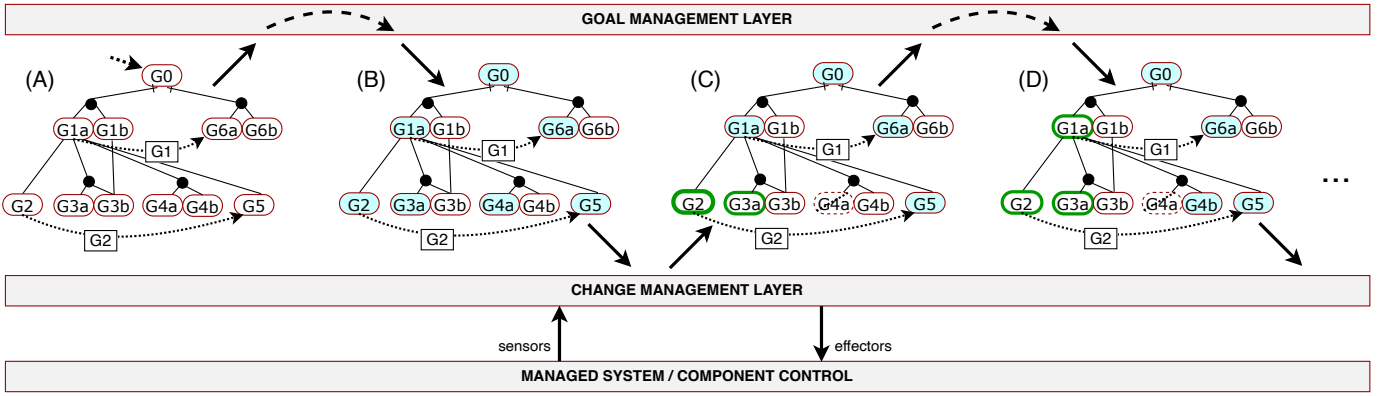 GOAL MANAGEMENT LAYER
(A)
G0
G1a G1b
G6a G6b
G1
G2
G3a G3b
G4a G4b
G5
G2
(B)
G0
G1a G1b
G6a G6b
G1
G2
G3a G3b
G4a G4b
G5
G2
(C)
G0
G1a G1b
G6a G6b
G1
G2
G3a G3b
G4a G4b
G5
G2
(D)
G0
G1a G1b
G6a G6b
G1
G2
G3a G3b
G4a G4b
G5
G2
...
CHANGE MANAGEMENT LAYER
sensors
effectors
MANAGED SYSTEM / COMPONENT CONTROL